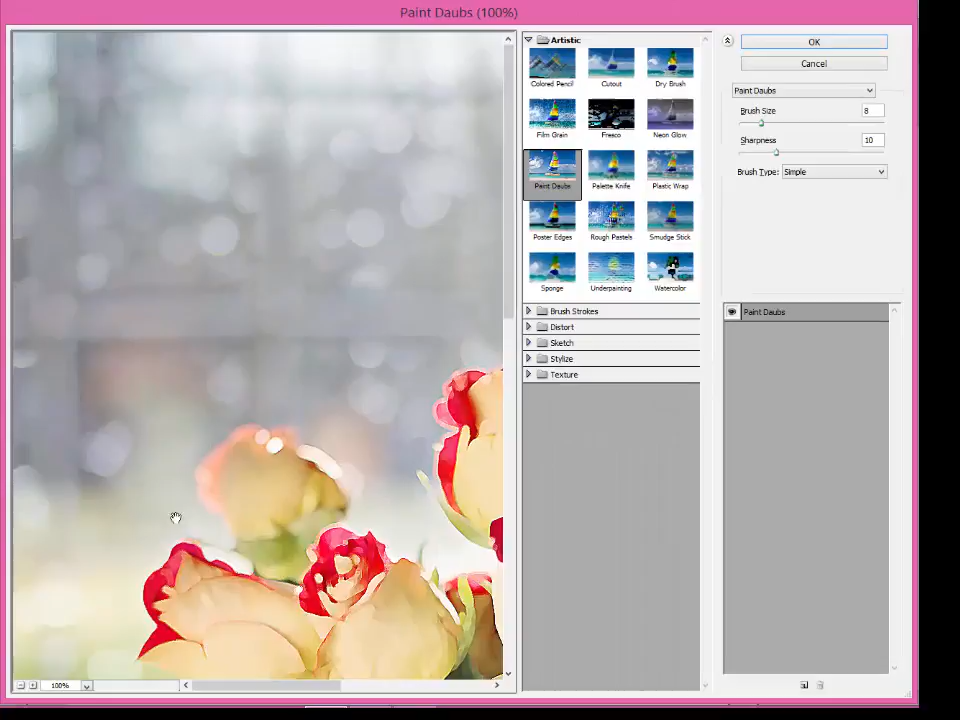 Paint Daubs (100%)
Artistic
Colored Pencil
Cutout
Dry Brush
Film Grain
Fresco
Neon Glow
Paint Daubs
Palette Knife
Plastic Wrap
Poster Edges
Rough Pastels
Smudge Stick
Sponge
Underpainting
Watercolor
Brush Strokes
Distort
Sketch
Stylize
Texture
100%
OK
Cancel
Paint Daubs
Brush Size 8
Sharpness 10
Brush Type: Simple
Paint Daubs